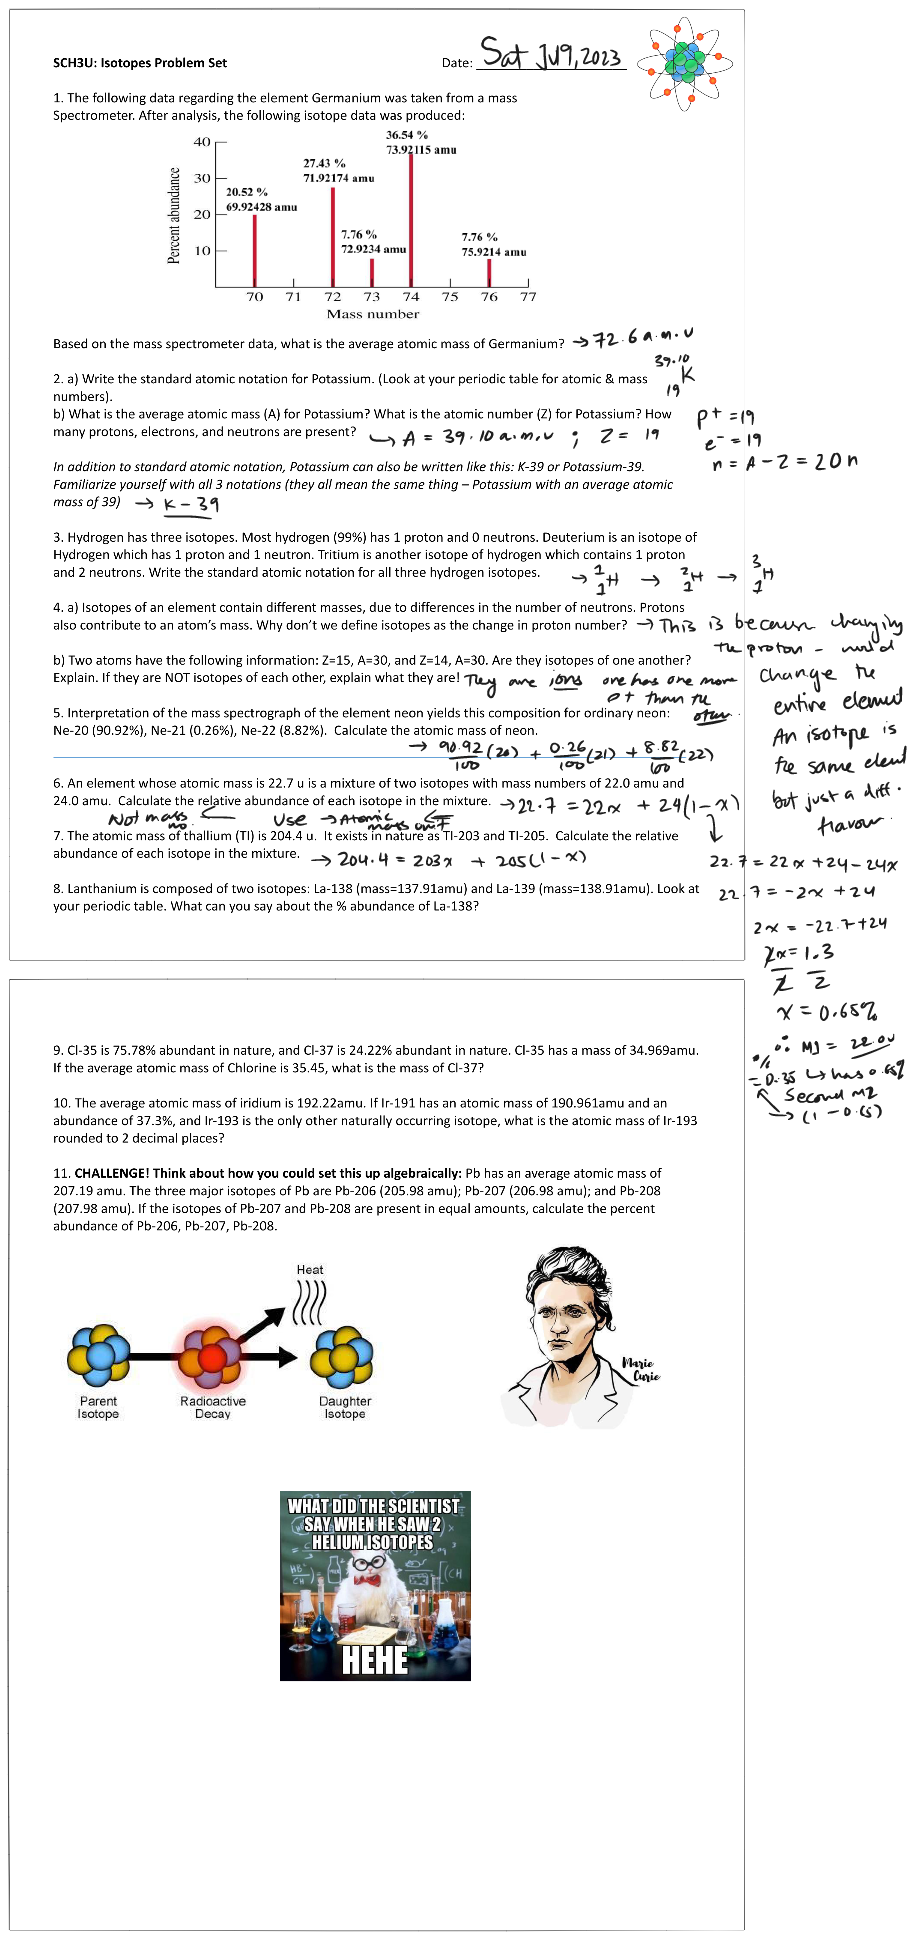 SCH3U: Isotopes Problem Set
Date: Sat Jul 9, 2023
1. The following data regarding the element Germanium was taken from a mass
Spectrometer. After analysis, the following isotope data was produced:
Percent abundance
40
30
20
10
20.52 %
69.92428 amu
27.43 %
71.92174 amu
7.76 %
72.9234 amu
36.54 %
73.92115 amu
7.76 %
75.9214 amu
70 71 72 73 74 75 76 77
Mass number
Based on the mass spectrometer data, what is the average atomic mass of Germanium? → 72.6 a.m.u
2. a) Write the standard atomic notation for Potassium. (Look at your periodic table for atomic & mass
numbers).
39.10
K
19
b) What is the average atomic mass (A) for Potassium? What is the atomic number (Z) for Potassium? How
many protons, electrons, and neutrons are present? ↳ A = 39.10 a.m.u ; Z = 19
p+ = 19
e- = 19
n = A - Z = 20n
In addition to standard atomic notation, Potassium can also be written like this: K-39 or Potassium-39.
Familiarize yourself with all 3 notations (they all mean the same thing – Potassium with an average atomic
mass of 39) → K - 39
3. Hydrogen has three isotopes. Most hydrogen (99%) has 1 proton and 0 neutrons. Deuterium is an isotope of
Hydrogen which has 1 proton and 1 neutron. Tritium is another isotope of hydrogen which contains 1 proton
and 2 neutrons. Write the standard atomic notation for all three hydrogen isotopes.
→ 1 1 H → 2 1 H → 3 1 H
4. a) Isotopes of an element contain different masses, due to differences in the number of neutrons. Protons
also contribute to an atom's mass. Why don't we define isotopes as the change in proton number? → This is because changing
the proton - would
change the
entire element
An isotope is
the same element
but just a diff.
flavour.
b) Two atoms have the following information: Z=15, A=30, and Z=14, A=30. Are they isotopes of one another?
Explain. If they are NOT isotopes of each other, explain what they are! They are ions one has one more
p+ than the
other.
5. Interpretation of the mass spectrograph of the element neon yields this composition for ordinary neon:
Ne-20 (90.92%), Ne-21 (0.26%), Ne-22 (8.82%). Calculate the atomic mass of neon.
→ 90.92/100 (20) + 0.26/100 (21) + 8.82/100 (22)
6. An element whose atomic mass is 22.7 u is a mixture of two isotopes with mass numbers of 22.0 amu and
24.0 amu. Calculate the relative abundance of each isotope in the mixture. → 22.7 = 22x + 24(1-x)
Not mass no. Use → Atomic mass unit
22.7 = 22x + 24 - 24x
22.7 = -2x + 24
2x = -22.7 + 24
2x = 1.3
2 2
x = 0.65%
∴ M1 = 22.0u
↳ has 0.65%
Second M2
% = 0.35
→ (1 - 0.65)
7. The atomic mass of thallium (Tl) is 204.4 u. It exists in nature as Tl-203 and Tl-205. Calculate the relative
abundance of each isotope in the mixture. → 204.4 = 203x + 205(1-x)
8. Lanthanium is composed of two isotopes: La-138 (mass=137.91amu) and La-139 (mass=138.91amu). Look at
your periodic table. What can you say about the % abundance of La-138?
9. Cl-35 is 75.78% abundant in nature, and Cl-37 is 24.22% abundant in nature. Cl-35 has a mass of 34.969amu.
If the average atomic mass of Chlorine is 35.45, what is the mass of Cl-37?
10. The average atomic mass of iridium is 192.22amu. If Ir-191 has an atomic mass of 190.961amu and an
abundance of 37.3%, and Ir-193 is the only other naturally occurring isotope, what is the atomic mass of Ir-193
rounded to 2 decimal places?
11. CHALLENGE! Think about how you could set this up algebraically: Pb has an average atomic mass of
207.19 amu. The three major isotopes of Pb are Pb-206 (205.98 amu); Pb-207 (206.98 amu); and Pb-208
(207.98 amu). If the isotopes of Pb-207 and Pb-208 are present in equal amounts, calculate the percent
abundance of Pb-206, Pb-207, Pb-208.
Heat
Parent
Isotope
Radioactive
Decay
Daughter
Isotope
Marie
Curie
WHAT DID THE SCIENTIST
SAY WHEN HE SAW 2
HELIUM ISOTOPES
HEHE